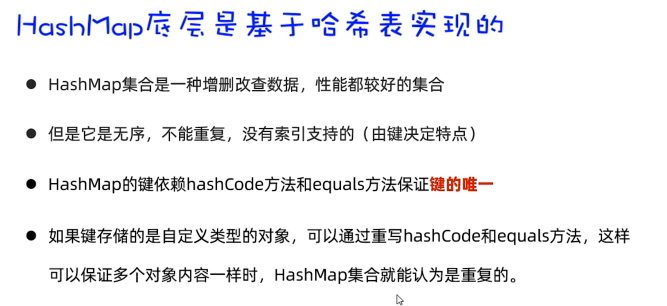 HashMap底层是基于哈希表实现的
● HashMap集合是一种增删改查数据，性能都较好的集合
● 但是它是无序，不能重复，没有索引支持的（由键决定特点）
● HashMap的键依赖hashCode方法和equals方法保证键的唯一
● 如果键存储的是自定义类型的对象，可以通过重写hashCode和equals方法，这样
可以保证多个对象内容一样时，HashMap集合就能认为是重复的。